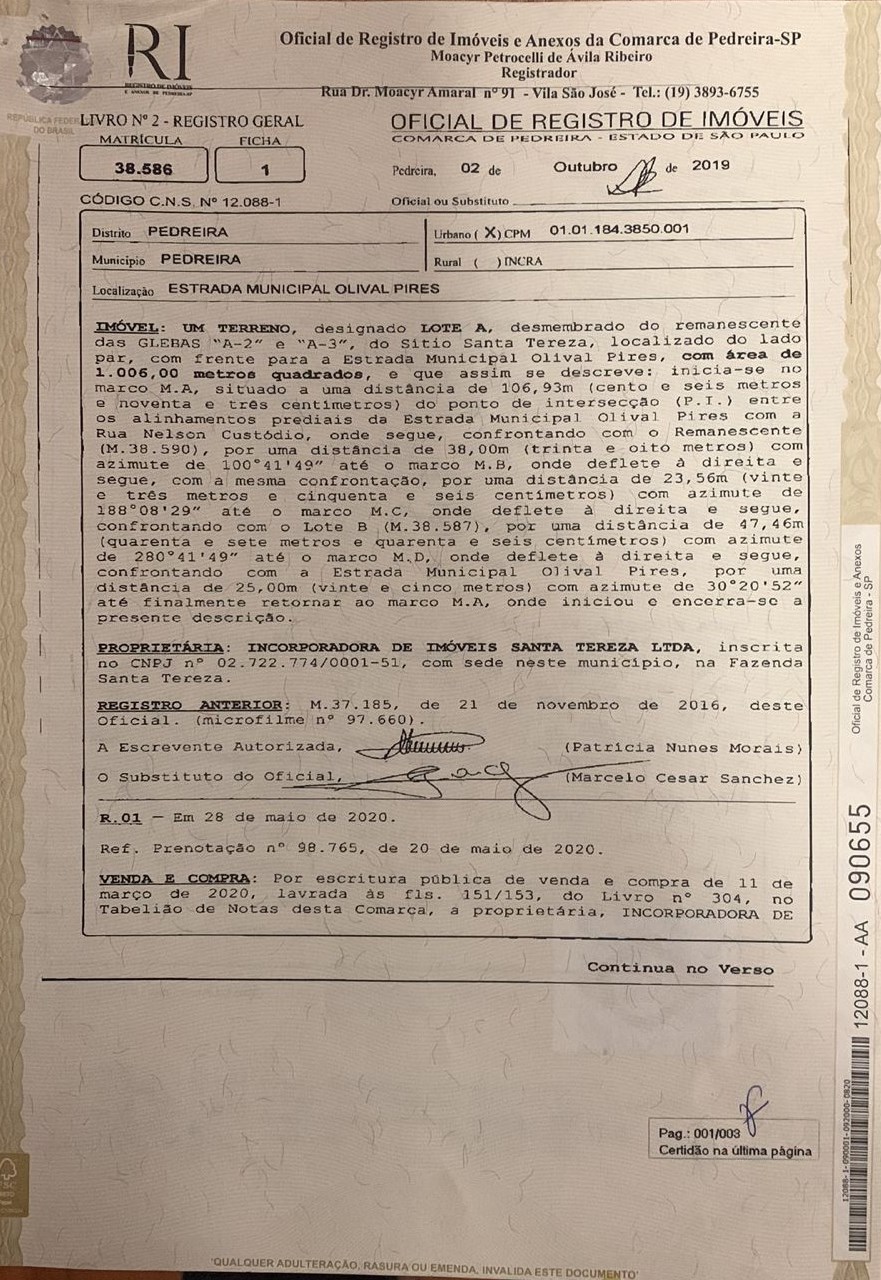 Oficial de Registro de Imóveis e Anexos da Comarca de Pedreira-SP
Moacyr Petrocelli de Ávila Ribeiro
Registrador
Rua Dr. Moacyr Amaral nº 91 - Vila São José - Tel.: (19) 3893-6755
RI
REGISTRO DE IMÓVEIS
E ANEXOS DE PEDREIRA-SP
REPÚBLICA FEDERATIVA
DO BRASIL
LIVRO Nº 2 - REGISTRO GERAL
OFICIAL DE REGISTRO DE IMÓVEIS
COMARCA DE PEDREIRA - ESTADO DE SÃO PAULO
MATRÍCULA FICHA
38.586 1
Pedreira, 02 de Outubro de 2019
CÓDIGO C.N.S. Nº 12.088-1
Oficial ou Substituto
Distrito PEDREIRA
Urbano ( X ) CPM 01.01.184.3850.001
Município PEDREIRA
Rural ( ) INCRA
Localização ESTRADA MUNICIPAL OLIVAL PIRES
IMÓVEL: UM TERRENO, designado LOTE A, desmembrado do remanescente
das GLEBAS "A-2" e "A-3", do Sítio Santa Tereza, localizado do lado
par, com frente para a Estrada Municipal Olival Pires, com área de
1.006,00 metros quadrados, e que assim se descreve: inicia-se no
marco M.A, situado a uma distância de 106,93m (cento e seis metros
e noventa e três centímetros) do ponto de intersecção (P.I.) entre
os alinhamentos prediais da Estrada Municipal Olival Pires com a
Rua Nelson Custódio, onde segue, confrontando com o Remanescente
(M.38.590), por uma distância de 38,00m (trinta e oito metros) com
azimute de 100°41'49" até o marco M.B, onde deflete à direita e
segue, com a mesma confrontação, por uma distância de 23,56m (vinte
e três metros e cinquenta e seis centímetros) com azimute de
188°08'29" até o marco M.C, onde deflete à direita e segue,
confrontando com o Lote B (M.38.587), por uma distância de 47,46m
(quarenta e sete metros e quarenta e seis centímetros) com azimute
de 280°41'49" até o marco M.D, onde deflete à direita e segue,
confrontando com a Estrada Municipal Olival Pires, por uma
distância de 25,00m (vinte e cinco metros) com azimute de 30°20'52"
até finalmente retornar ao marco M.A, onde iniciou e encerra-se a
presente descrição.
PROPRIETÁRIA: INCORPORADORA DE IMÓVEIS SANTA TEREZA LTDA, inscrita
no CNPJ nº 02.722.774/0001-51, com sede neste município, na Fazenda
Santa Tereza.
REGISTRO ANTERIOR: M.37.185, de 21 de novembro de 2016, deste
Oficial. (microfilme nº 97.660).
A Escrevente Autorizada, (Patrícia Nunes Morais)
O Substituto do Oficial, (Marcelo Cesar Sanchez)
R.01 – Em 28 de maio de 2020.
Ref. Prenotação nº 98.765, de 20 de maio de 2020.
VENDA E COMPRA: Por escritura pública de venda e compra de 11 de
março de 2020, lavrada às fls. 151/153, do Livro nº 304, no
Tabelião de Notas desta Comarca, a proprietária, INCORPORADORA DE
Continua no Verso
Pag.: 001/003
Certidão na última página
Oficial de Registro de Imóveis e Anexos
Comarca de Pedreira - SP
12088-1 - AA 090655
12088-1-090001-092000-0820
FSC
"QUALQUER ADULTERAÇÃO, RASURA OU EMENDA, INVALIDA ESTE DOCUMENTO"